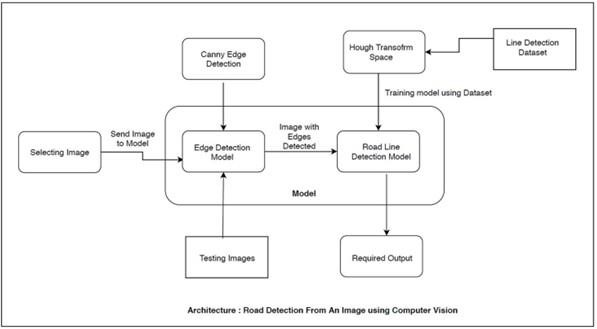 Canny Edge
Detection
Hough Transofrm
Space
Line Detection
Dataset
Training model using Dataset
Send Image
to Model
Image with
Edges
Detected
Selecting Image
Edge Detection
Model
Road Line
Detection Model
Model
Testing Images
Required Output
Architecture : Road Detection From An Image using Computer Vision